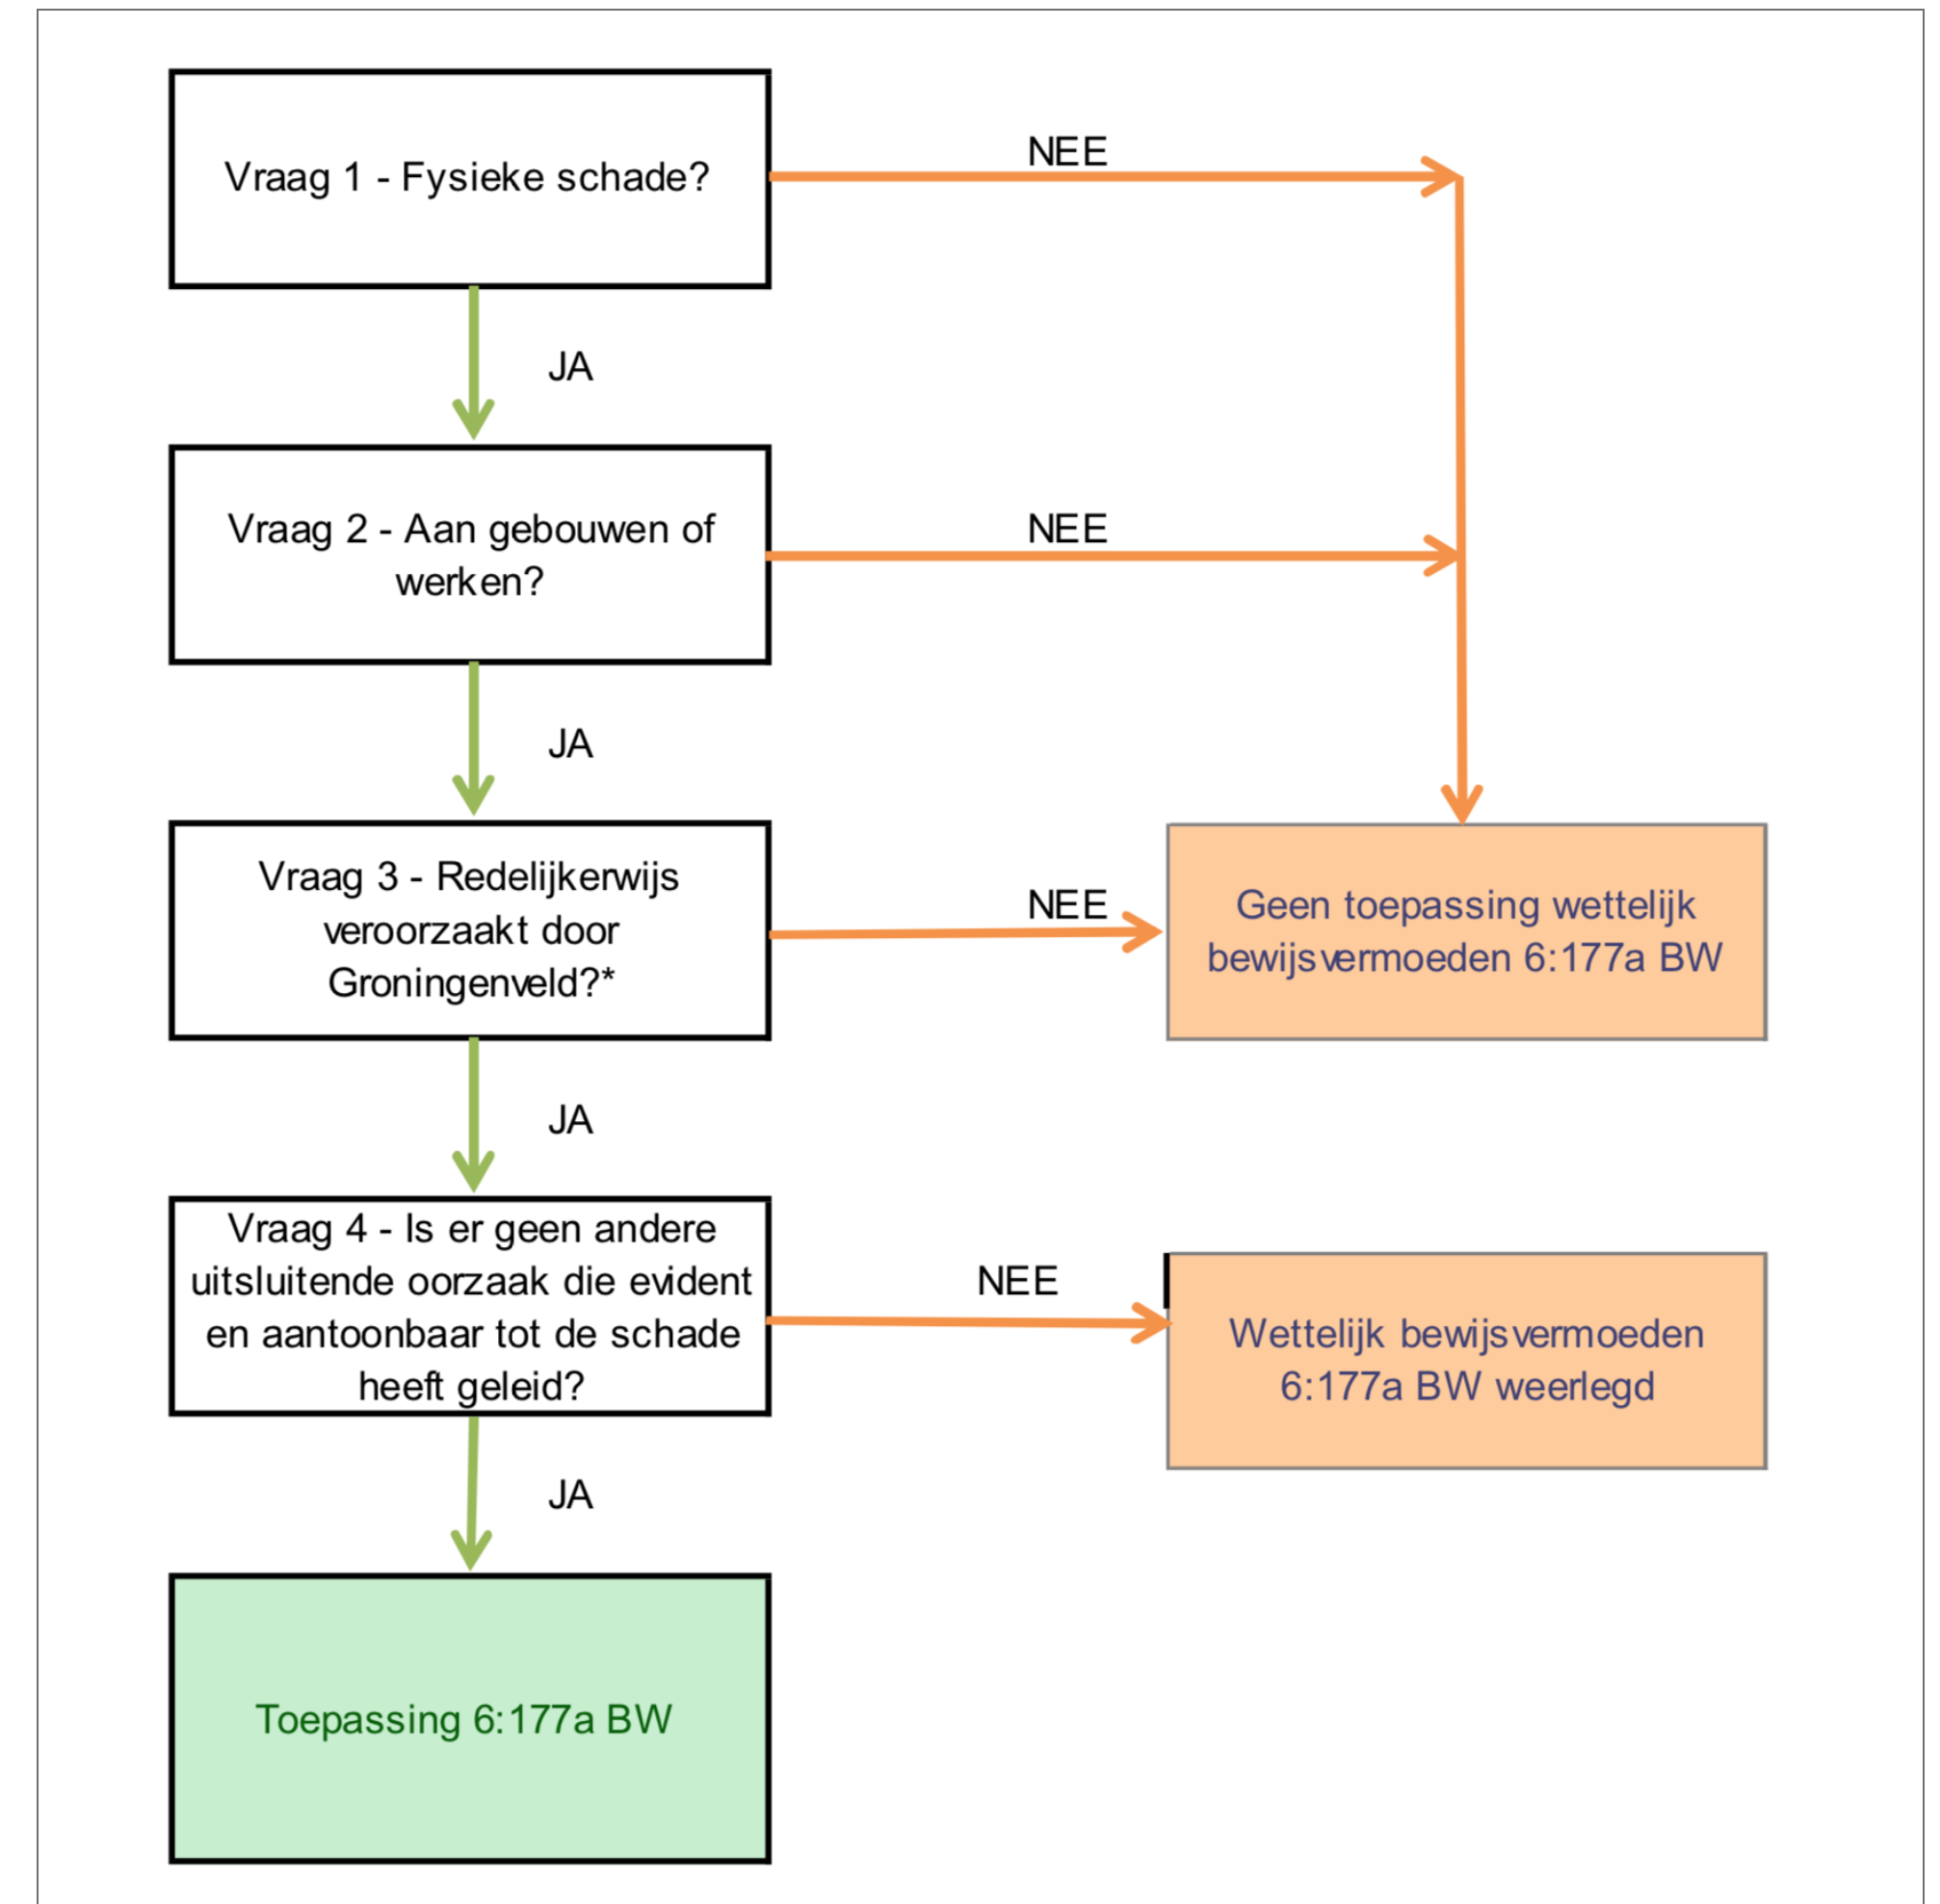 Vraag 1 - Fysieke schade?
NEE
JA
Vraag 2 - Aan gebouwen of
werken?
NEE
JA
Vraag 3 - Redelijkerwijs
veroorzaakt door
Groningenveld?*
NEE
Geen toepassing wettelijk
bewijsvermoeden 6:177a BW
JA
Vraag 4 - Is er geen andere
uitsluitende oorzaak die evident
en aantoonbaar tot de schade
heeft geleid?
NEE
Wettelijk bewijsvermoeden
6:177a BW weerlegd
JA
Toepassing 6:177a BW